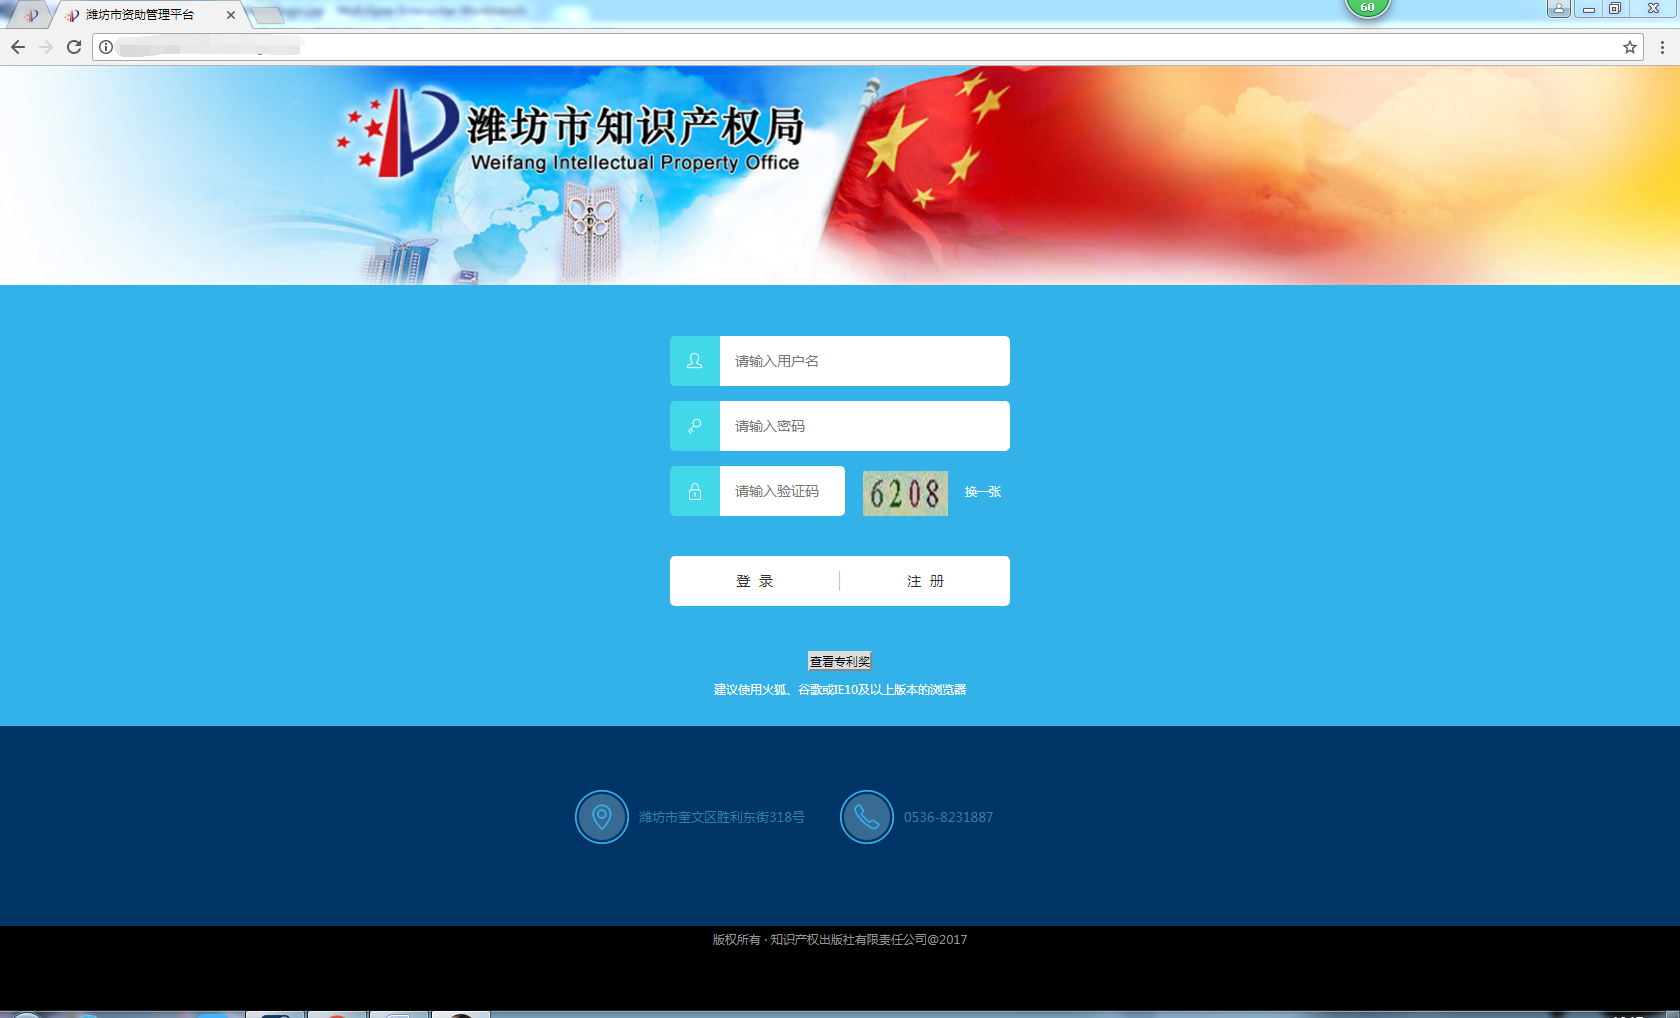 潍坊市资助管理平台
60
潍坊市知识产权局
Weifang Intellectual Property Office
请输入用户名
请输入密码
请输入验证码
6208
换一张
登 录
注 册
查看专利奖
建议使用火狐、谷歌或IE10及以上版本的浏览器
潍坊市奎文区胜利东街318号
0536-8231887
版权所有 · 知识产权出版社有限责任公司@2017